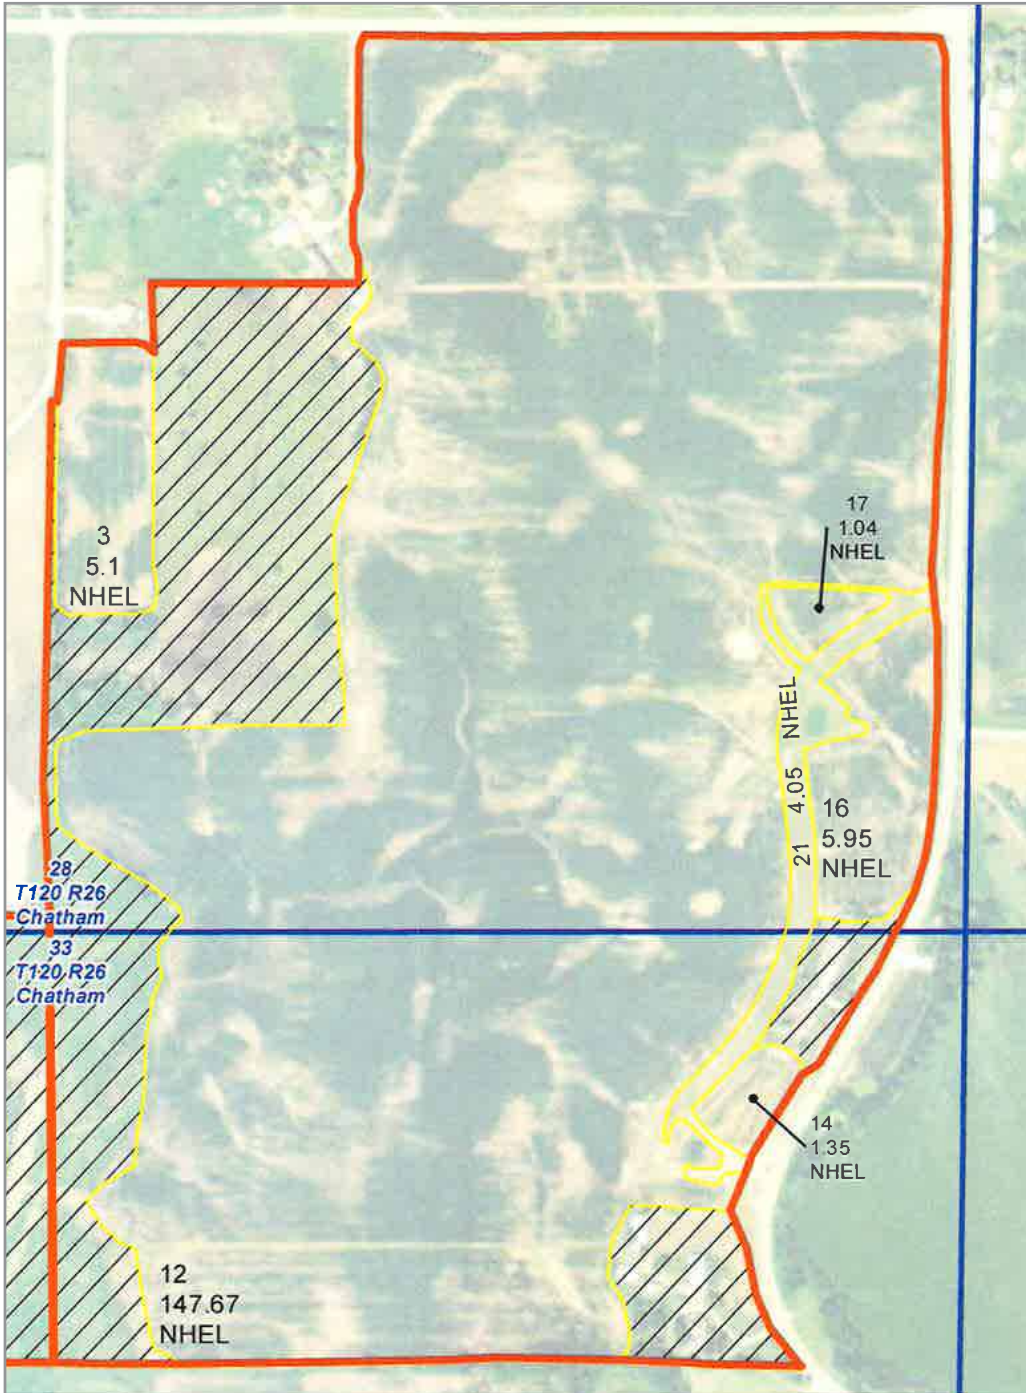 17
1.04
NHEL
3
5.1
NHEL
21 4.05 NHEL
16
5.95
NHEL
28
T120 R26
Chatham
33
T120 R26
Chatham
14
1.35
NHEL
12
147.67
NHEL